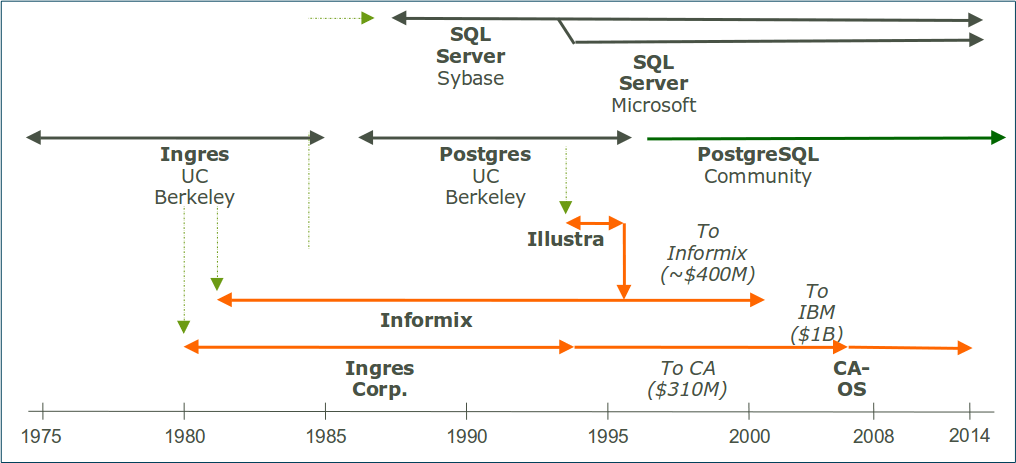 SQL
Server
Sybase
SQL
Server
Microsoft
Ingres
UC
Berkeley
Postgres
UC
Berkeley
PostgreSQL
Community
Illustra
To
Informix
(~$400M)
To
IBM
($1B)
Informix
Ingres
Corp.
To CA
($310M)
CA-
OS
1975 1980 1985 1990 1995 2000 2008 2014